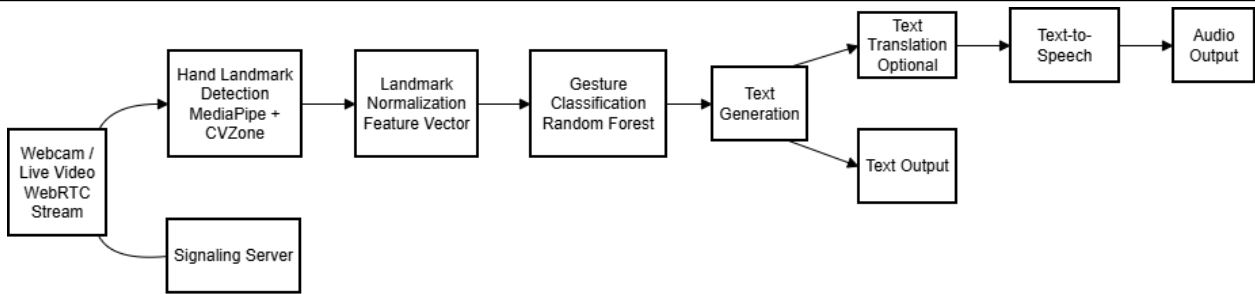 Webcam /
Live Video
WebRTC
Stream
Hand Landmark
Detection
MediaPipe +
CVZone
Signaling Server
Landmark
Normalization
Feature Vector
Gesture
Classification
Random Forest
Text
Generation
Text
Translation
Optional
Text Output
Text-to-
Speech
Audio
Output